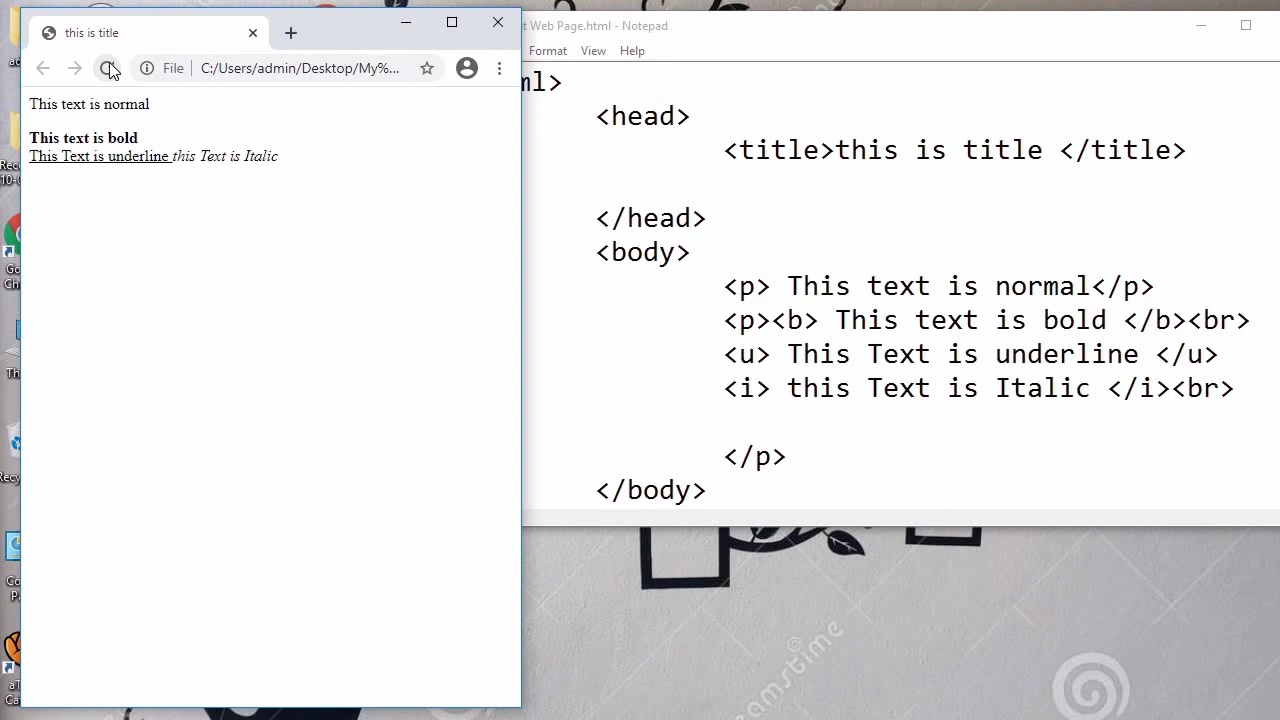 this is title
File
C:/Users/admin/Desktop/My%...
This text is normal
This text is bold
This Text is underline this Text is Italic
Web Page.html - Notepad
Format View Help
<head>
<title>this is title </title>
</head>
<body>
<p> This text is normal</p>
<p><b> This text is bold </b><br>
<u> This Text is underline </u>
<i> this Text is Italic </i><br>
</p>
</body>
dreamstime